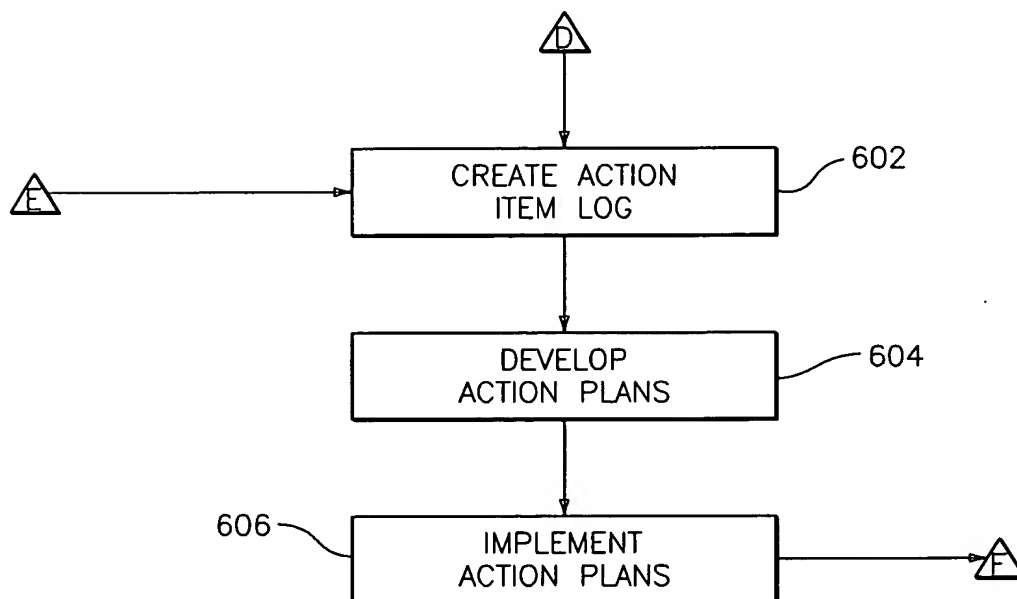 D
CREATE ACTION
ITEM LOG
602
E
DEVELOP
ACTION PLANS
604
606
IMPLEMENT
ACTION PLANS
F